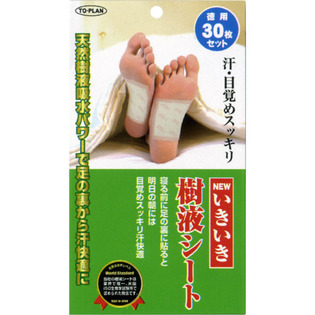 TO-PLAN
徳用
30枚
セット
汗・目覚めスッキリ
天然樹液吸水パワーで足の裏から汗快適に
NEW いきいき
樹液シート
寝る前に足の裏に貼ると
明日の朝には
目覚めスッキリ汗快適
World Standard